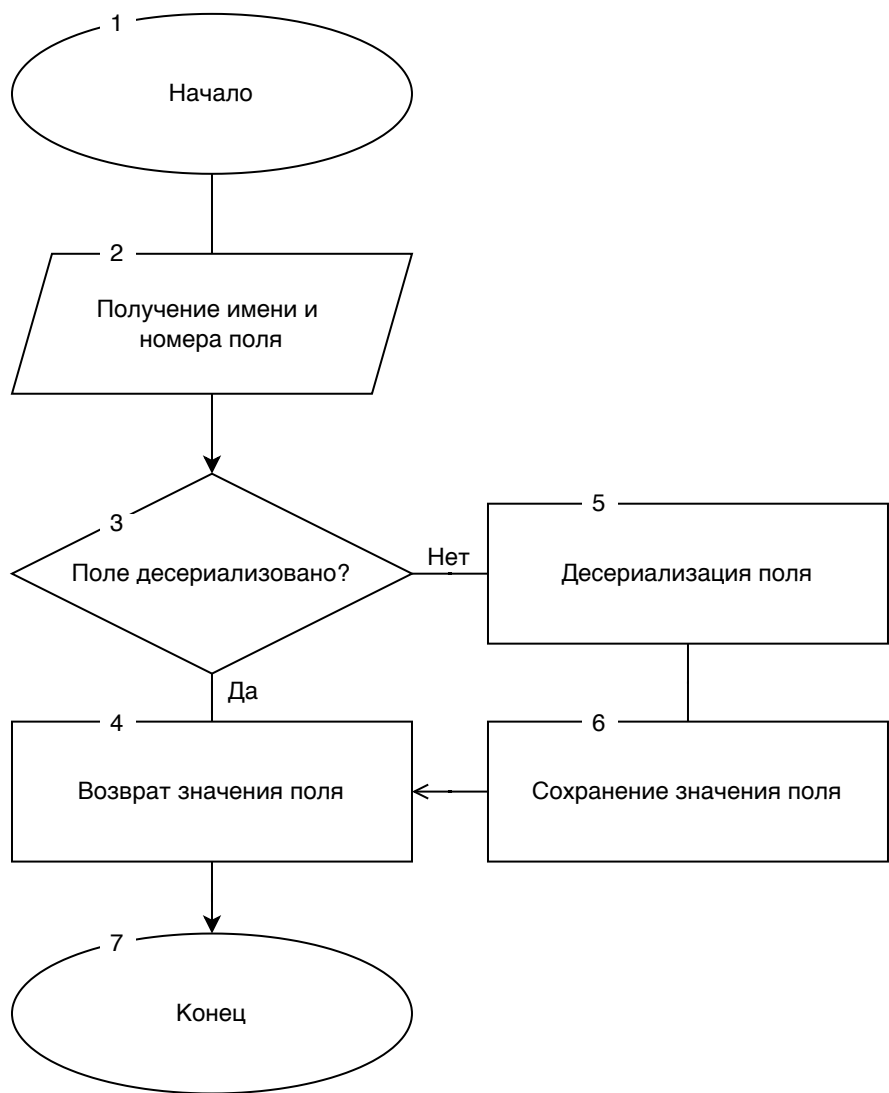 1
Начало
2
Получение имени и
номера поля
3
Поле десериализовано?
Нет
5
Десериализация поля
Да
4
Возврат значения поля
6
Сохранение значения поля
7
Конец